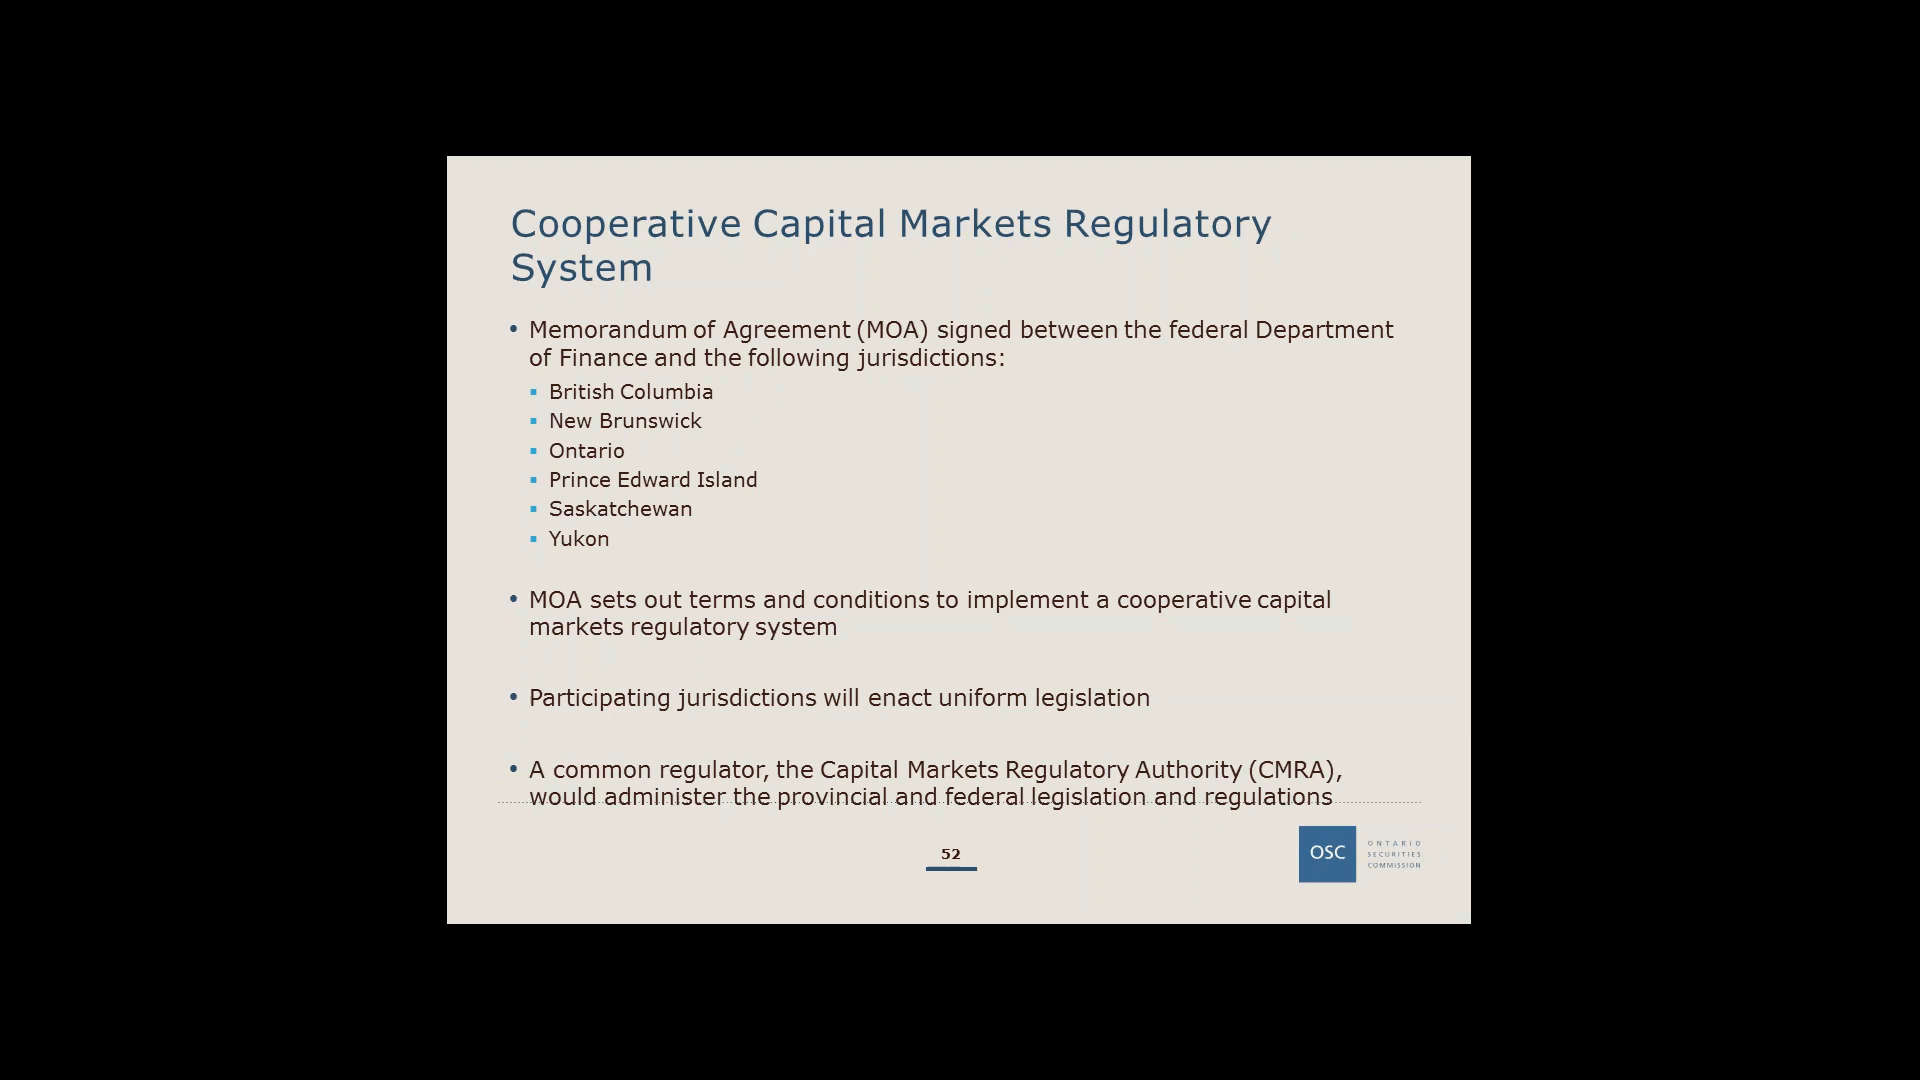 Cooperative Capital Markets Regulatory
System
• Memorandum of Agreement (MOA) signed between the federal Department
of Finance and the following jurisdictions:
▪ British Columbia
▪ New Brunswick
▪ Ontario
▪ Prince Edward Island
▪ Saskatchewan
▪ Yukon
• MOA sets out terms and conditions to implement a cooperative capital
markets regulatory system
• Participating jurisdictions will enact uniform legislation
• A common regulator, the Capital Markets Regulatory Authority (CMRA),
would administer the provincial and federal legislation and regulations
52
OSC
ONTARIO
SECURITIES
COMMISSION